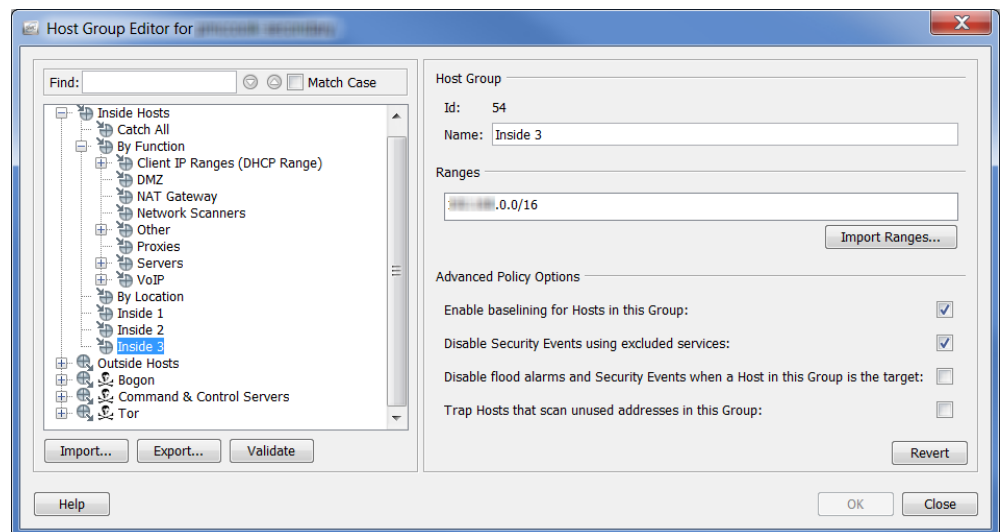 Host Group Editor for
Find:
Match Case
Inside Hosts
Catch All
By Function
Client IP Ranges (DHCP Range)
DMZ
NAT Gateway
Network Scanners
Other
Proxies
Servers
VoIP
By Location
Inside 1
Inside 2
Inside 3
Outside Hosts
Bogon
Command & Control Servers
Tor
Import...
Export...
Validate
Host Group
Id: 54
Name: Inside 3
Ranges
.0.0/16
Import Ranges...
Advanced Policy Options
Enable baselining for Hosts in this Group:
Disable Security Events using excluded services:
Disable flood alarms and Security Events when a Host in this Group is the target:
Trap Hosts that scan unused addresses in this Group:
Revert
Help
OK
Close